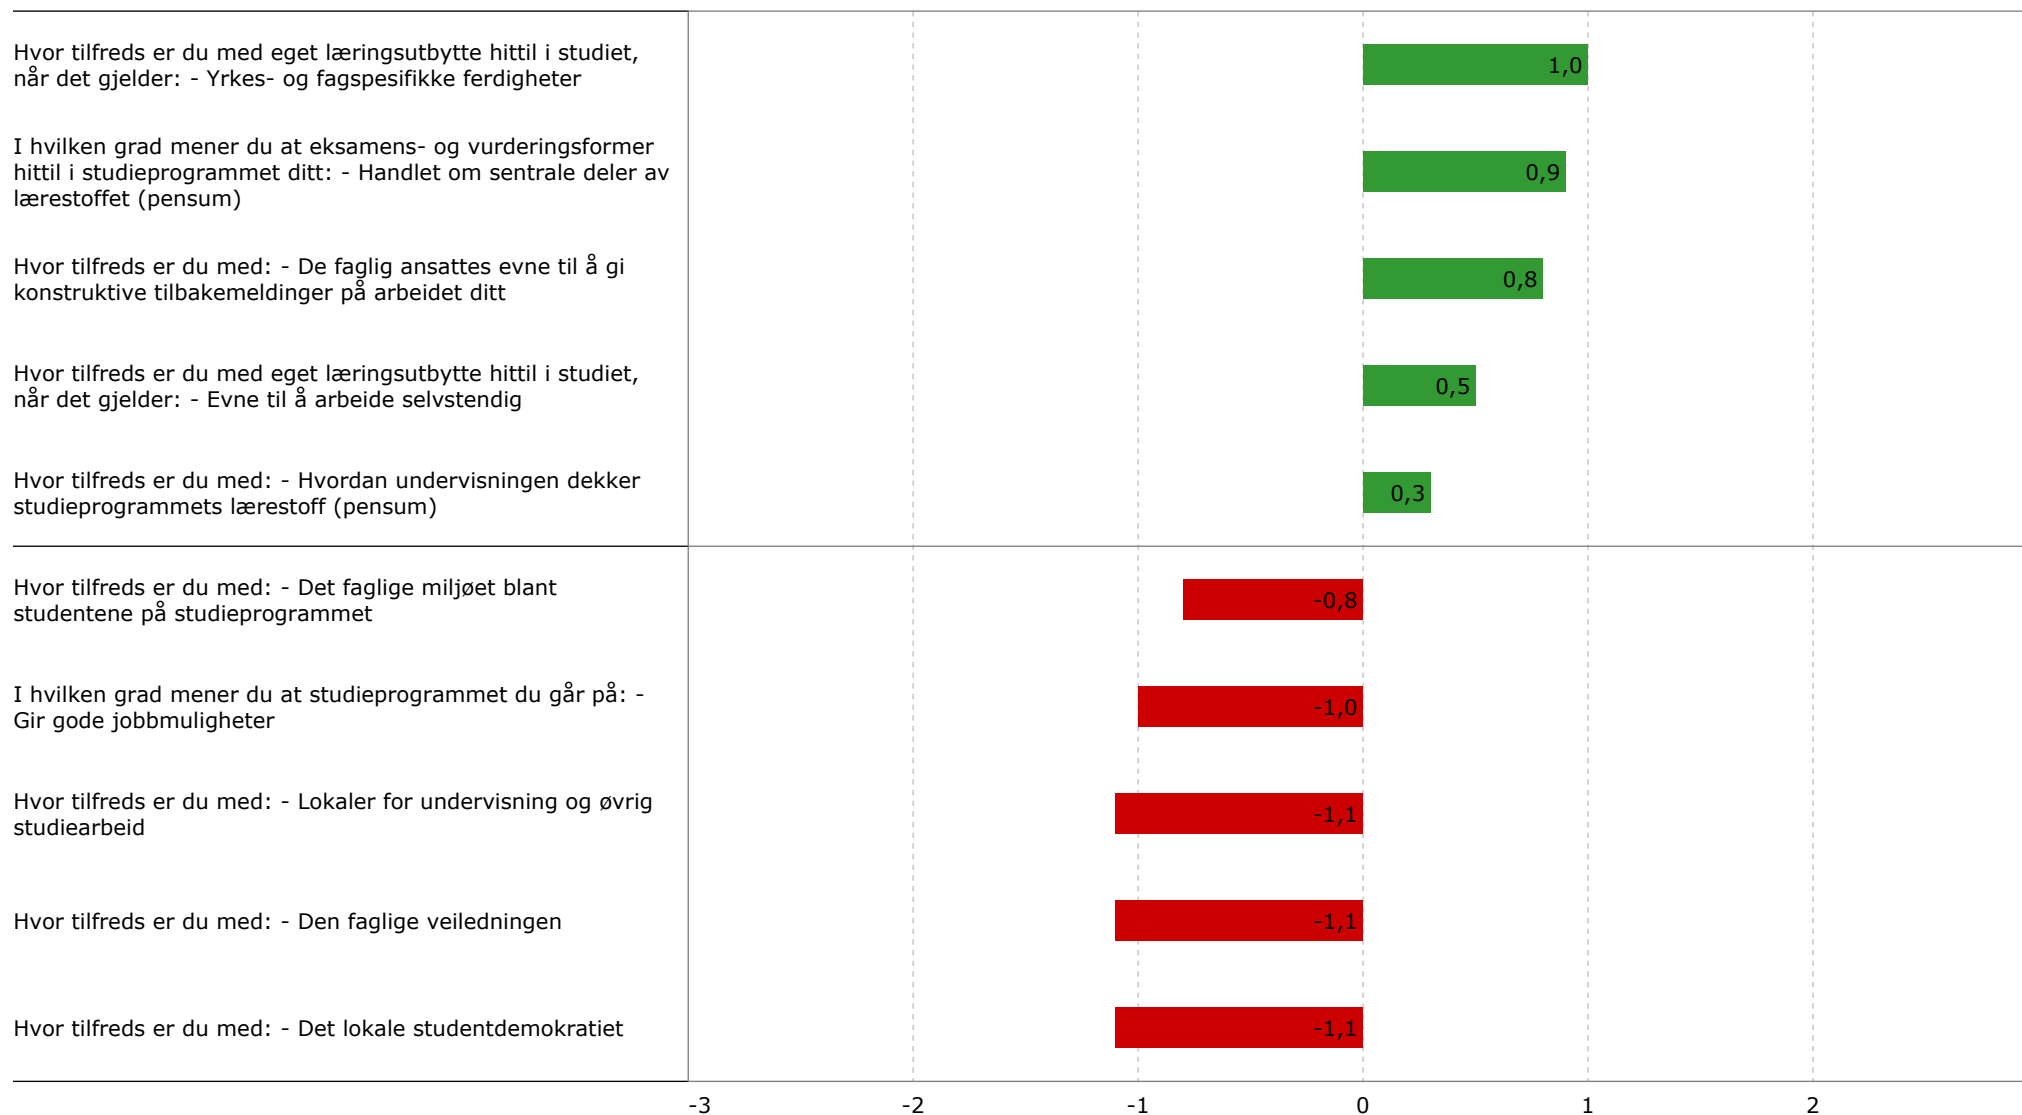 Hvor tilfreds er du med eget læringsutbytte hittil i studiet,
når det gjelder: - Yrkes- og fagspesifikke ferdigheter
1,0
I hvilken grad mener du at eksamens- og vurderingsformer
hittil i studieprogrammet ditt: - Handlet om sentrale deler av
lærestoffet (pensum)
0,9
Hvor tilfreds er du med: - De faglig ansattes evne til å gi
konstruktive tilbakemeldinger på arbeidet ditt
0,8
Hvor tilfreds er du med eget læringsutbytte hittil i studiet,
når det gjelder: - Evne til å arbeide selvstendig
0,5
Hvor tilfreds er du med: - Hvordan undervisningen dekker
studieprogrammets lærestoff (pensum)
0,3
Hvor tilfreds er du med: - Det faglige miljøet blant
studentene på studieprogrammet
-0,8
I hvilken grad mener du at studieprogrammet du går på: -
Gir gode jobbmuligheter
-1,0
Hvor tilfreds er du med: - Lokaler for undervisning og øvrig
studiearbeid
-1,1
Hvor tilfreds er du med: - Den faglige veiledningen
-1,1
Hvor tilfreds er du med: - Det lokale studentdemokratiet
-1,1
-3 -2 -1 0 1 2